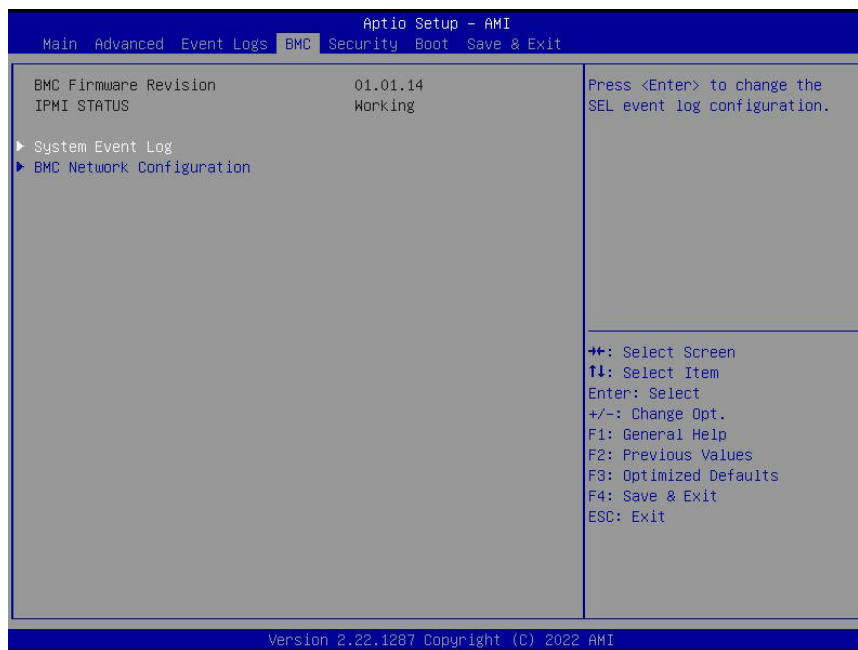 Aptio Setup - AMI
Main Advanced Event Logs BMC Security Boot Save & Exit
BMC Firmware Revision 01.01.14
IPMI STATUS Working
▶ System Event Log
▶ BMC Network Configuration
Press <Enter> to change the
SEL event log configuration.
→←: Select Screen
↑↓: Select Item
Enter: Select
+/-: Change Opt.
F1: General Help
F2: Previous Values
F3: Optimized Defaults
F4: Save & Exit
ESC: Exit
Version 2.22.1287 Copyright (C) 2022 AMI